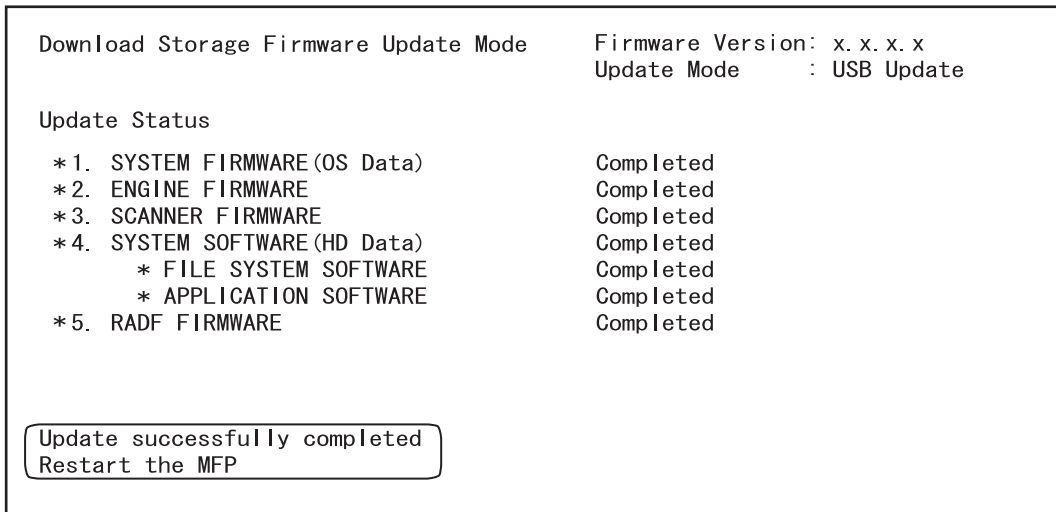 Download Storage Firmware Update Mode Firmware Version: x.x.x.x
Update Mode : USB Update
Update Status
*1. SYSTEM FIRMWARE(OS Data) Completed
*2. ENGINE FIRMWARE Completed
*3. SCANNER FIRMWARE Completed
*4. SYSTEM SOFTWARE(HD Data) Completed
* FILE SYSTEM SOFTWARE Completed
* APPLICATION SOFTWARE Completed
*5. RADF FIRMWARE Completed
Update successfully completed
Restart the MFP